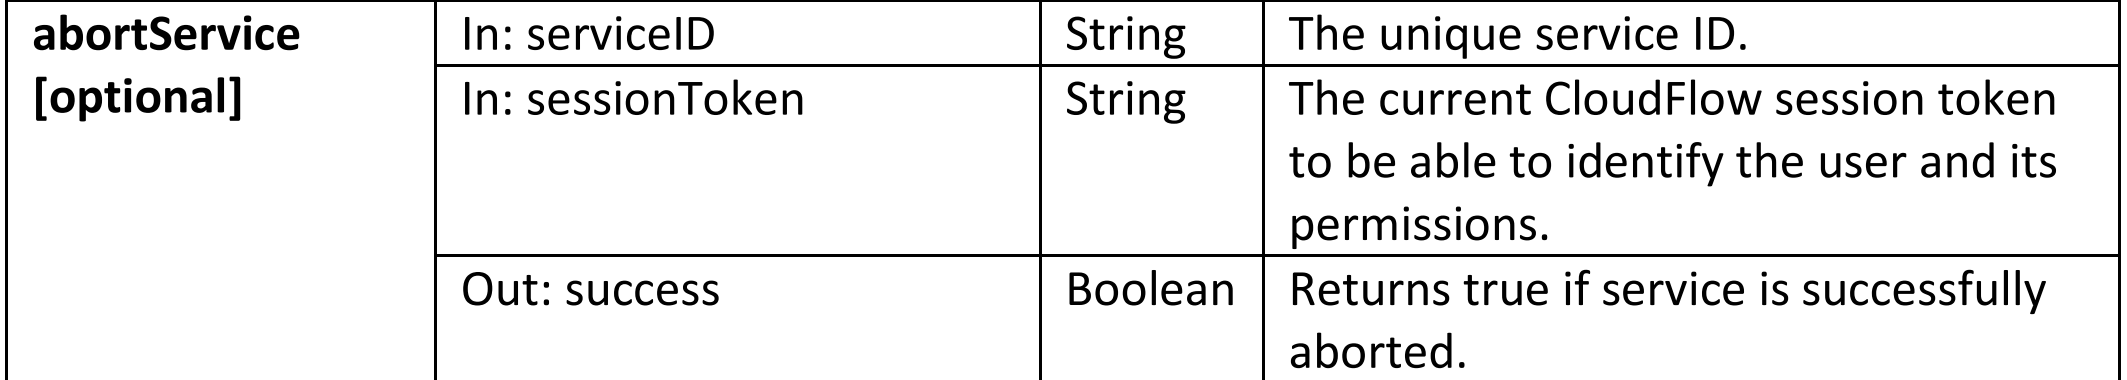 abortService
[optional]
In: serviceID
String
The unique service ID.
In: sessionToken
String
The current CloudFlow session token
to be able to identify the user and its
permissions.
Out: success
Boolean
Returns true if service is successfully
aborted.